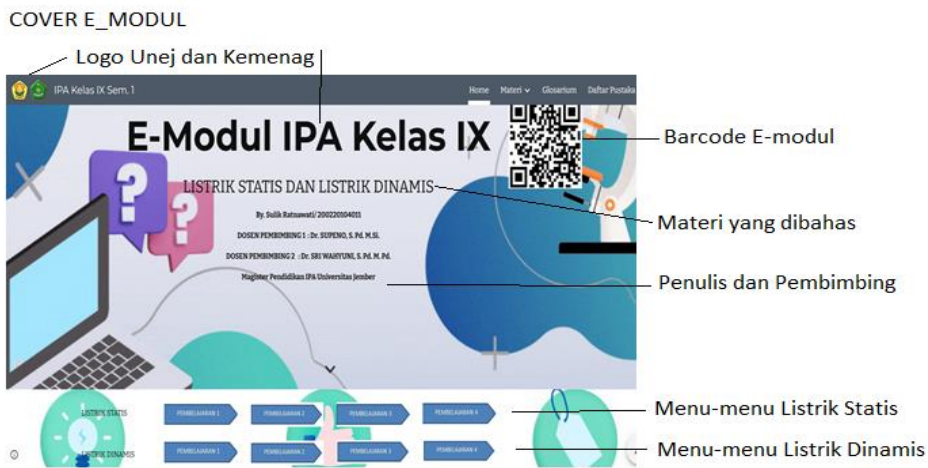 COVER E_MODUL
Logo Unej dan Kemenag
IPA Kelas IX Sem. 1
Home Materi Glosarium Daftar Pustaka
E-Modul IPA Kelas IX
Barcode E-modul
LISTRIK STATIS DAN LISTRIK DINAMIS
Materi yang dibahas
By. Sulik Ratnawati/ 200220104011
DOSEN PEMBIMBING 1 : Dr. SUPENO, S. Pd. M.Si.
DOSEN PEMBIMBING 2 : Dr. SRI WAHYUNI, S. Pd. M. Pd.
Magister Pendidikan IPA Universitas Jember
Penulis dan Pembimbing
LISTRIK STATIS PEMBELAJARAN 1 PEMBELAJARAN 2 PEMBELAJARAN 3 PEMBELAJARAN 4
Menu-menu Listrik Statis
LISTRIK DINAMIS PEMBELAJARAN 1 PEMBELAJARAN 2 PEMBELAJARAN 3 PEMBELAJARAN 4
Menu-menu Listrik Dinamis